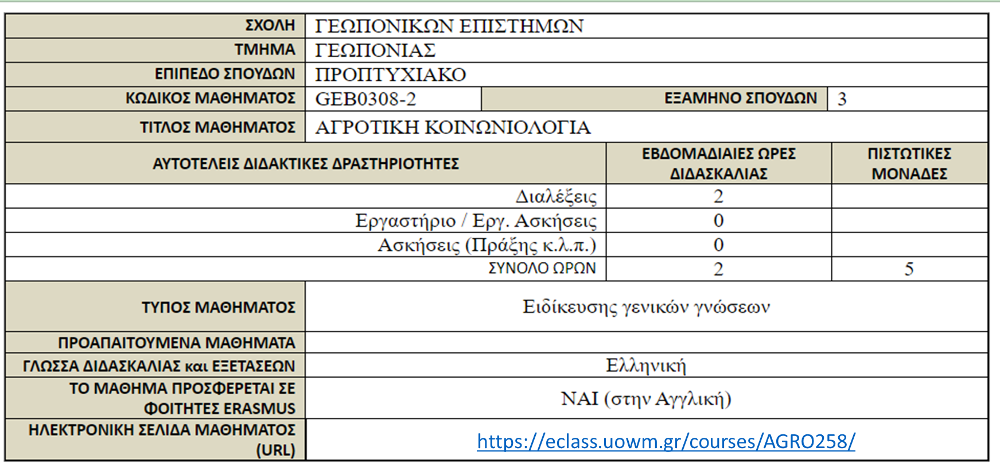 ΣΧΟΛΗ ΓΕΩΠΟΝΙΚΩΝ ΕΠΙΣΤΗΜΩΝ
ΤΜΗΜΑ ΓΕΩΠΟΝΙΑΣ
ΕΠΙΠΕΔΟ ΣΠΟΥΔΩΝ ΠΡΟΠΤΥΧΙΑΚΟ
ΚΩΔΙΚΟΣ ΜΑΘΗΜΑΤΟΣ GEB0308-2 ΕΞΑΜΗΝΟ ΣΠΟΥΔΩΝ 3
ΤΙΤΛΟΣ ΜΑΘΗΜΑΤΟΣ ΑΓΡΟΤΙΚΗ ΚΟΙΝΩΝΙΟΛΟΓΙΑ
ΑΥΤΟΤΕΛΕΙΣ ΔΙΔΑΚΤΙΚΕΣ ΔΡΑΣΤΗΡΙΟΤΗΤΕΣ
ΕΒΔΟΜΑΔΙΑΙΕΣ ΩΡΕΣ
ΔΙΔΑΣΚΑΛΙΑΣ
ΠΙΣΤΩΤΙΚΕΣ
ΜΟΝΑΔΕΣ
Διαλέξεις 2
Εργαστήριο / Εργ. Ασκήσεις 0
Ασκήσεις (Πράξης κ.λ.π.) 0
ΣΥΝΟΛΟ ΩΡΩΝ 2 5
ΤΥΠΟΣ ΜΑΘΗΜΑΤΟΣ Ειδίκευσης γενικών γνώσεων
ΠΡΟΑΠΑΙΤΟΥΜΕΝΑ ΜΑΘΗΜΑΤΑ
ΓΛΩΣΣΑ ΔΙΔΑΣΚΑΛΙΑΣ και ΕΞΕΤΑΣΕΩΝ Ελληνική
ΤΟ ΜΑΘΗΜΑ ΠΡΟΣΦΕΡΕΤΑΙ ΣΕ
ΦΟΙΤΗΤΕΣ ERASMUS
ΝΑΙ (στην Αγγλική)
ΗΛΕΚΤΡΟΝΙΚΗ ΣΕΛΙΔΑ ΜΑΘΗΜΑΤΟΣ
(URL)
https://eclass.uowm.gr/courses/AGRO258/